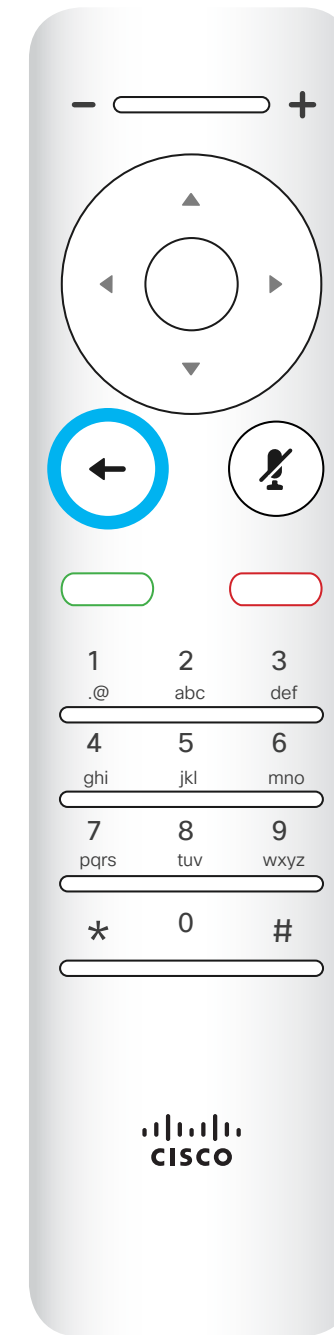 - +
1 2 3
.@ abc def
4 5 6
ghi jkl mno
7 8 9
pqrs tuv wxyz
* 0 #
CISCO